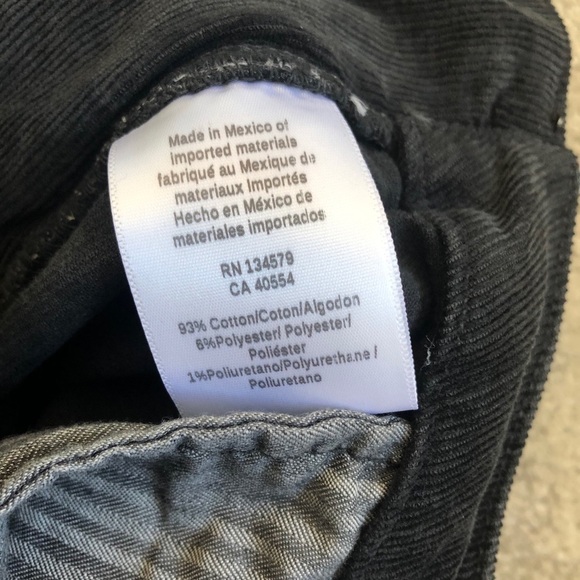 Made in Mexico of
imported materials
fabriqué au Mexique de
materiaux Importés
Hecho en México de
materiales importados
RN 134579
CA 40554
93% Cotton/Coton/Algodon
6%Polyester/ Polyester/
Poliéster
1%Poliuretano/Polyurethane /
Poliuretano